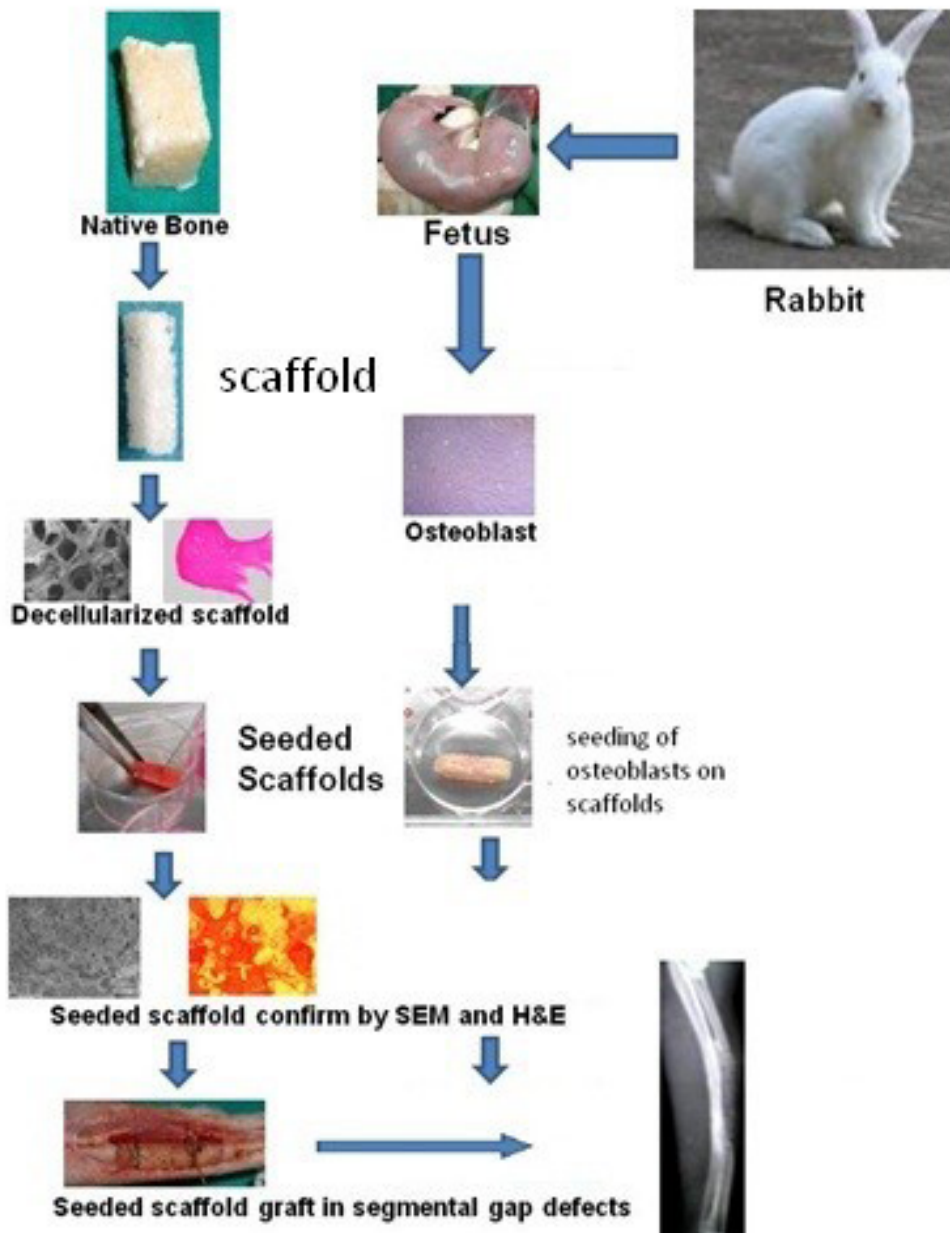 Native Bone
Fetus
Rabbit
scaffold
Osteoblast
Decellularized scaffold
Seeded
Scaffolds
seeding of
osteoblasts on
scaffolds
Seeded scaffold confirm by SEM and H&E
Seeded scaffold graft in segmental gap defects